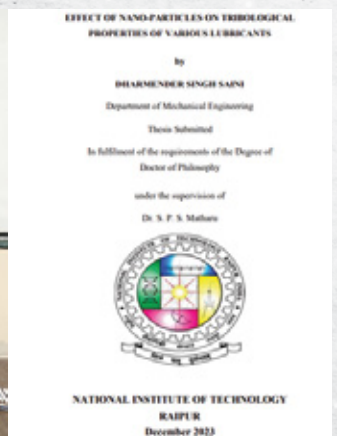 EFFECT OF NANO-PARTICLES ON TRIBOLOGICAL
PROPERTIES OF VARIOUS LUBRICANTS
by
DHARMENDER SINGH SAINI
Department of Mechanical Engineering
Thesis Submitted
In fulfilment of the requirements of the Degree of
Doctor of Philosophy
under the supervision of
Dr. S. P. S. Matharu
NATIONAL INSTITUTE OF TECHNOLOGY
RAIPUR
December 2023